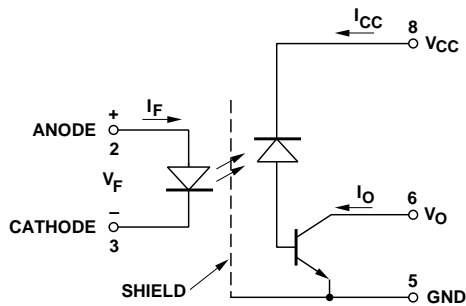 I_CC
8
V_CC
+
I_F
ANODE
2
V_F
–
CATHODE
3
I_O
6
V_O
5
SHIELD
GND